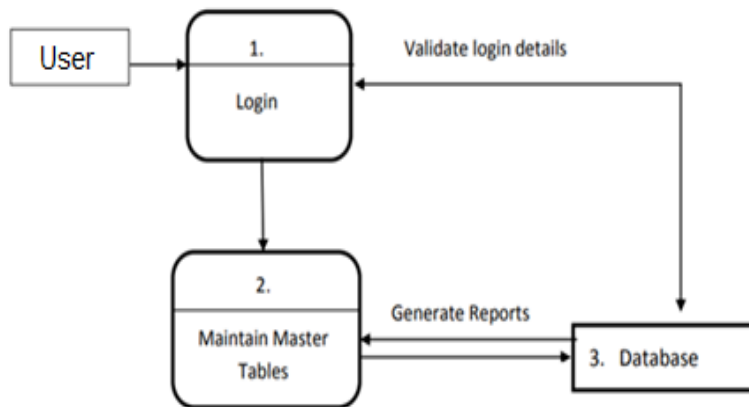 User
1.
Login
Validate login details
2.
Maintain Master
Tables
Generate Reports
3. Database